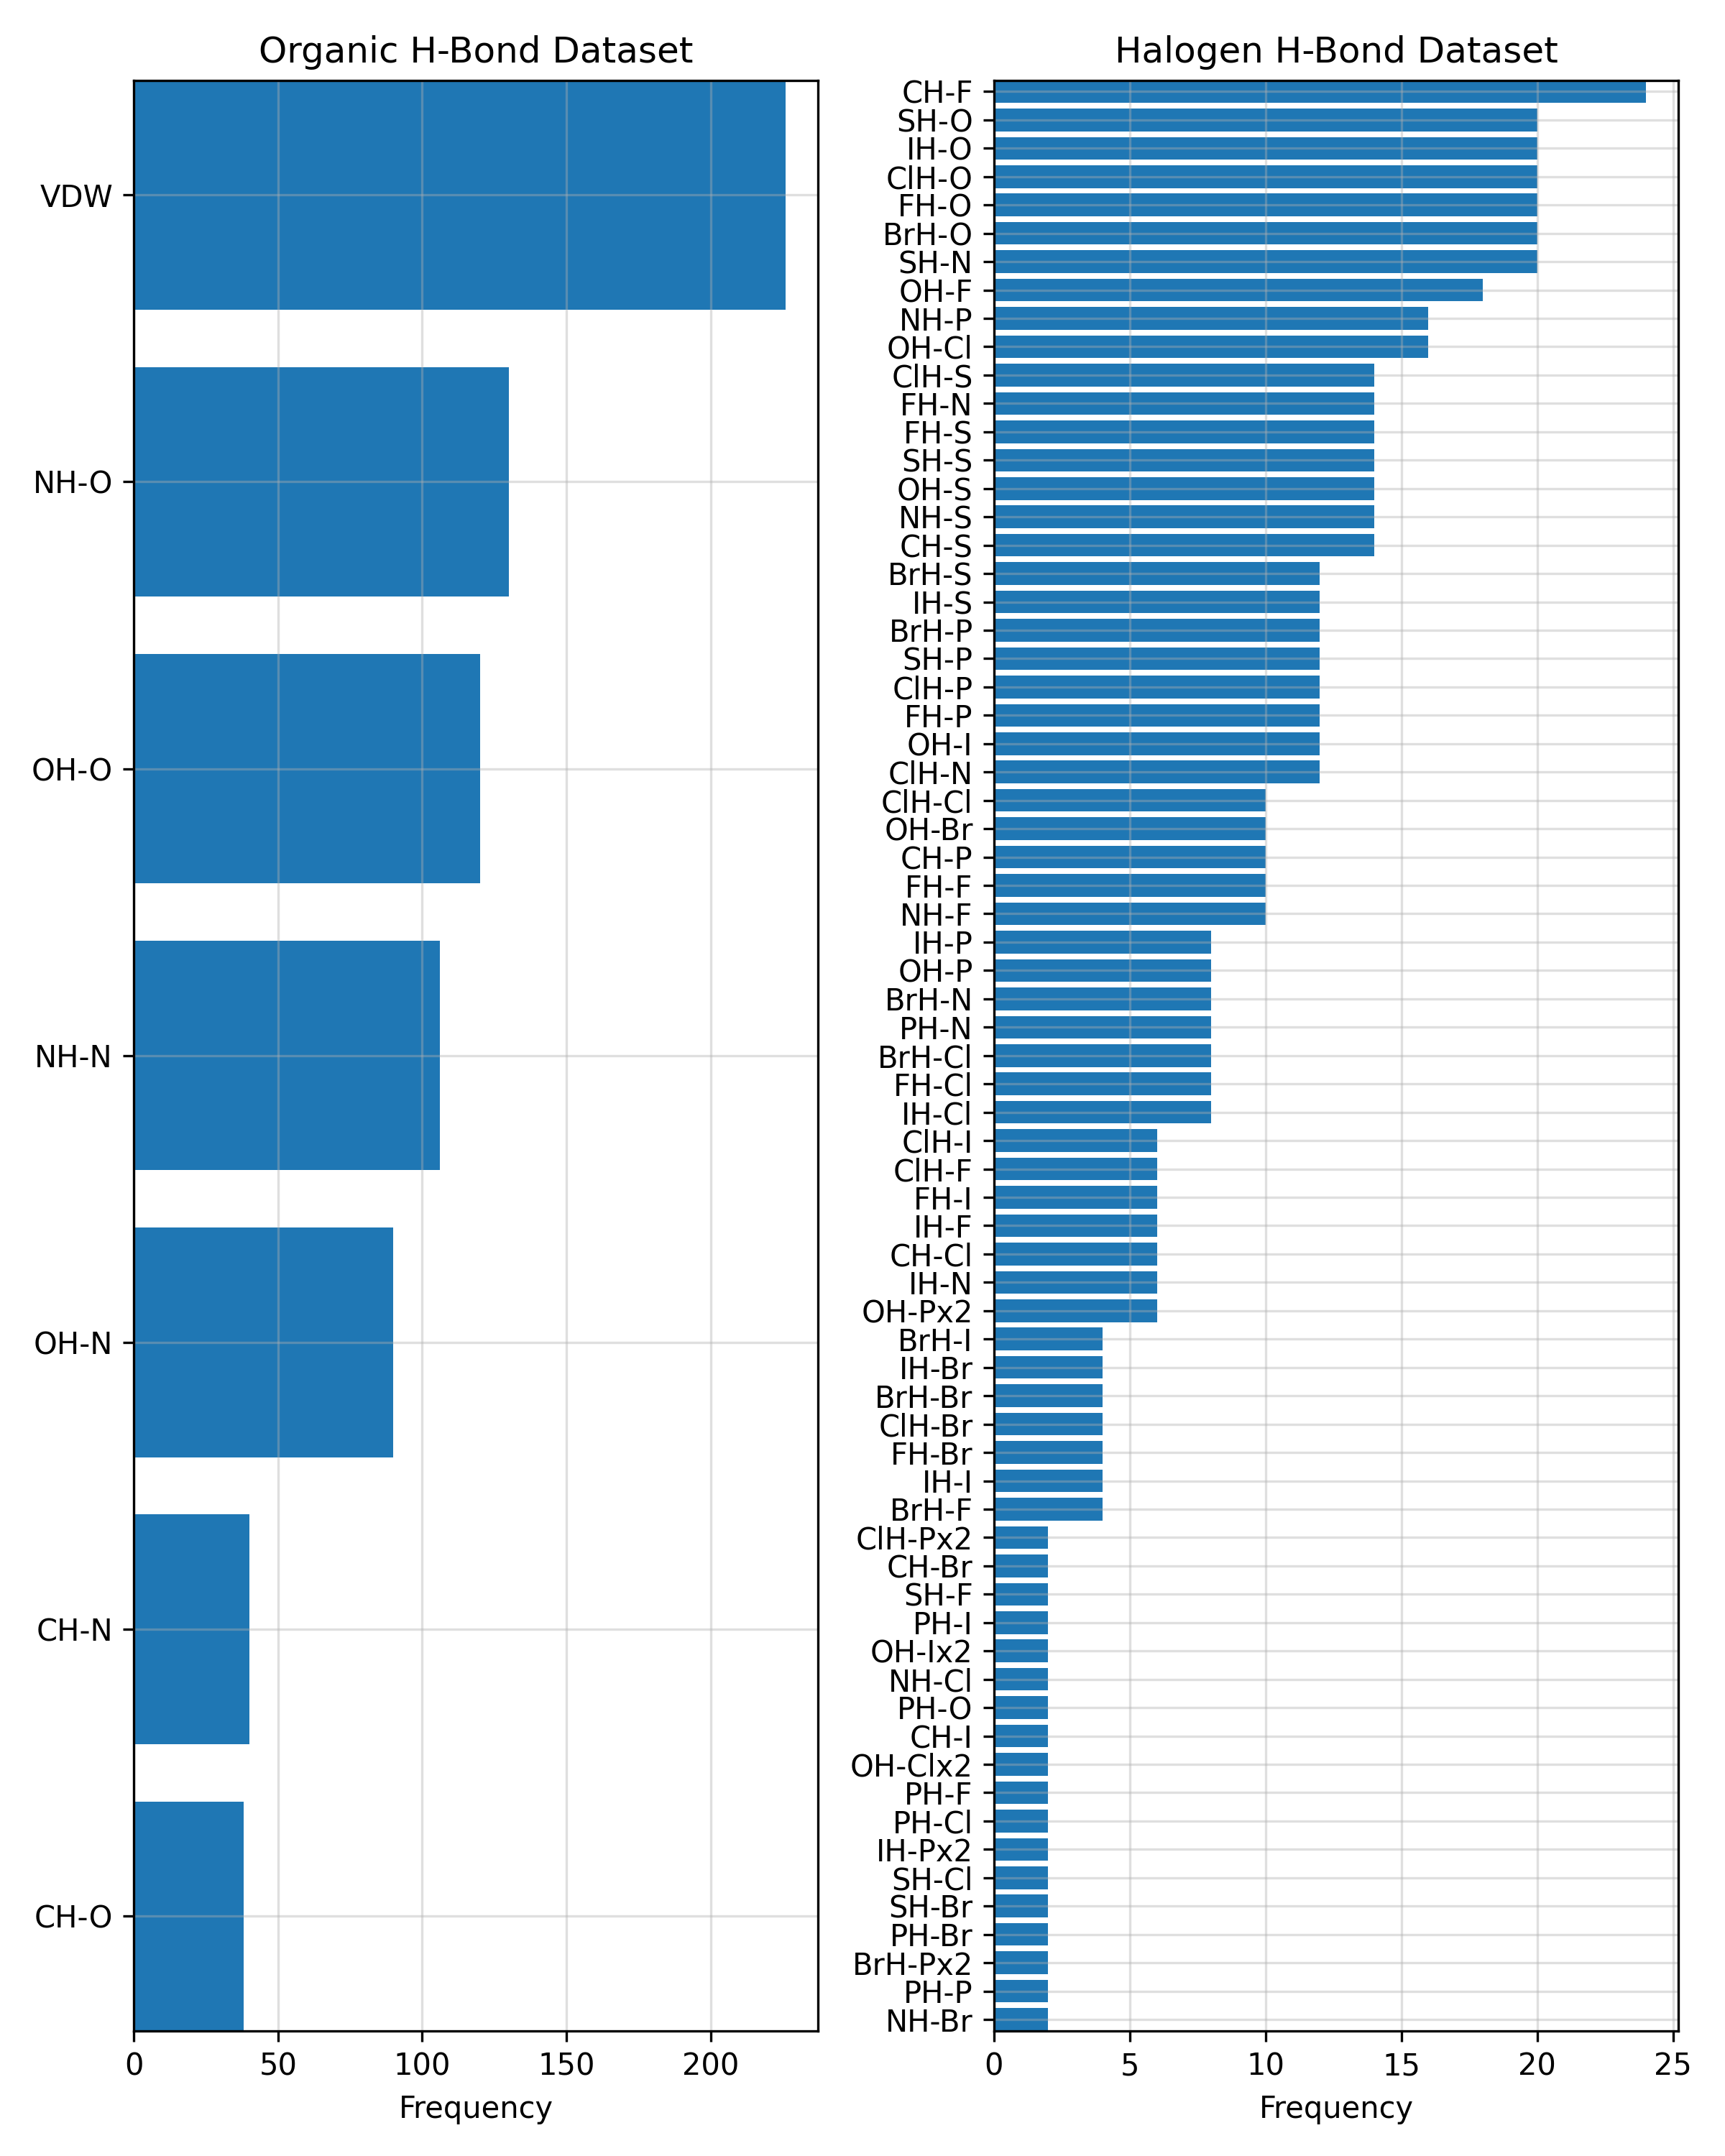 Organic H-Bond Dataset
VDW
NH-O
OH-O
NH-N
OH-N
CH-N
CH-O
0 50 100 150 200
Frequency
Halogen H-Bond Dataset
CH-F
SH-O
IH-O
ClH-O
FH-O
BrH-O
SH-N
OH-F
NH-P
OH-Cl
ClH-S
FH-N
FH-S
SH-S
OH-S
NH-S
CH-S
BrH-S
IH-S
BrH-P
SH-P
ClH-P
FH-P
OH-I
ClH-N
ClH-Cl
OH-Br
CH-P
FH-F
NH-F
IH-P
OH-P
BrH-N
PH-N
BrH-Cl
FH-Cl
IH-Cl
ClH-I
ClH-F
FH-I
IH-F
CH-Cl
IH-N
OH-Px2
BrH-I
IH-Br
BrH-Br
ClH-Br
FH-Br
IH-I
BrH-F
ClH-Px2
CH-Br
SH-F
PH-I
OH-Ix2
NH-Cl
PH-O
CH-I
OH-Clx2
PH-F
PH-Cl
IH-Px2
SH-Cl
SH-Br
PH-Br
BrH-Px2
PH-P
NH-Br
0 5 10 15 20 25
Frequency